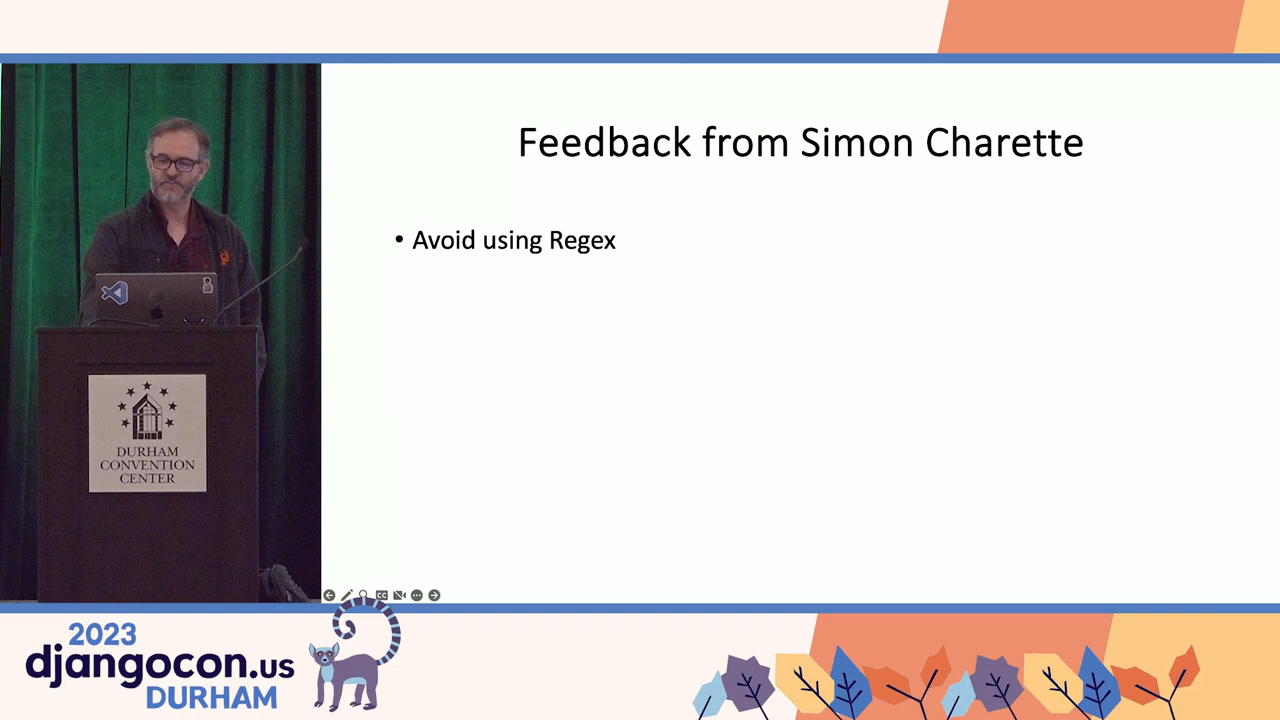 Feedback from Simon Charette
• Avoid using Regex
DURHAM
CONVENTION
CENTER
2023
djangocon.us
DURHAM